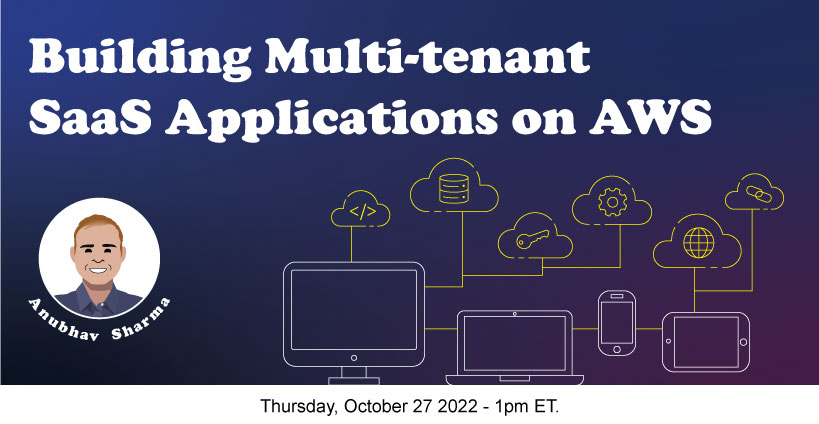 Building Multi-tenant
SaaS Applications on AWS
</>
Anubhav Sharma
Thursday, October 27 2022 - 1pm ET.